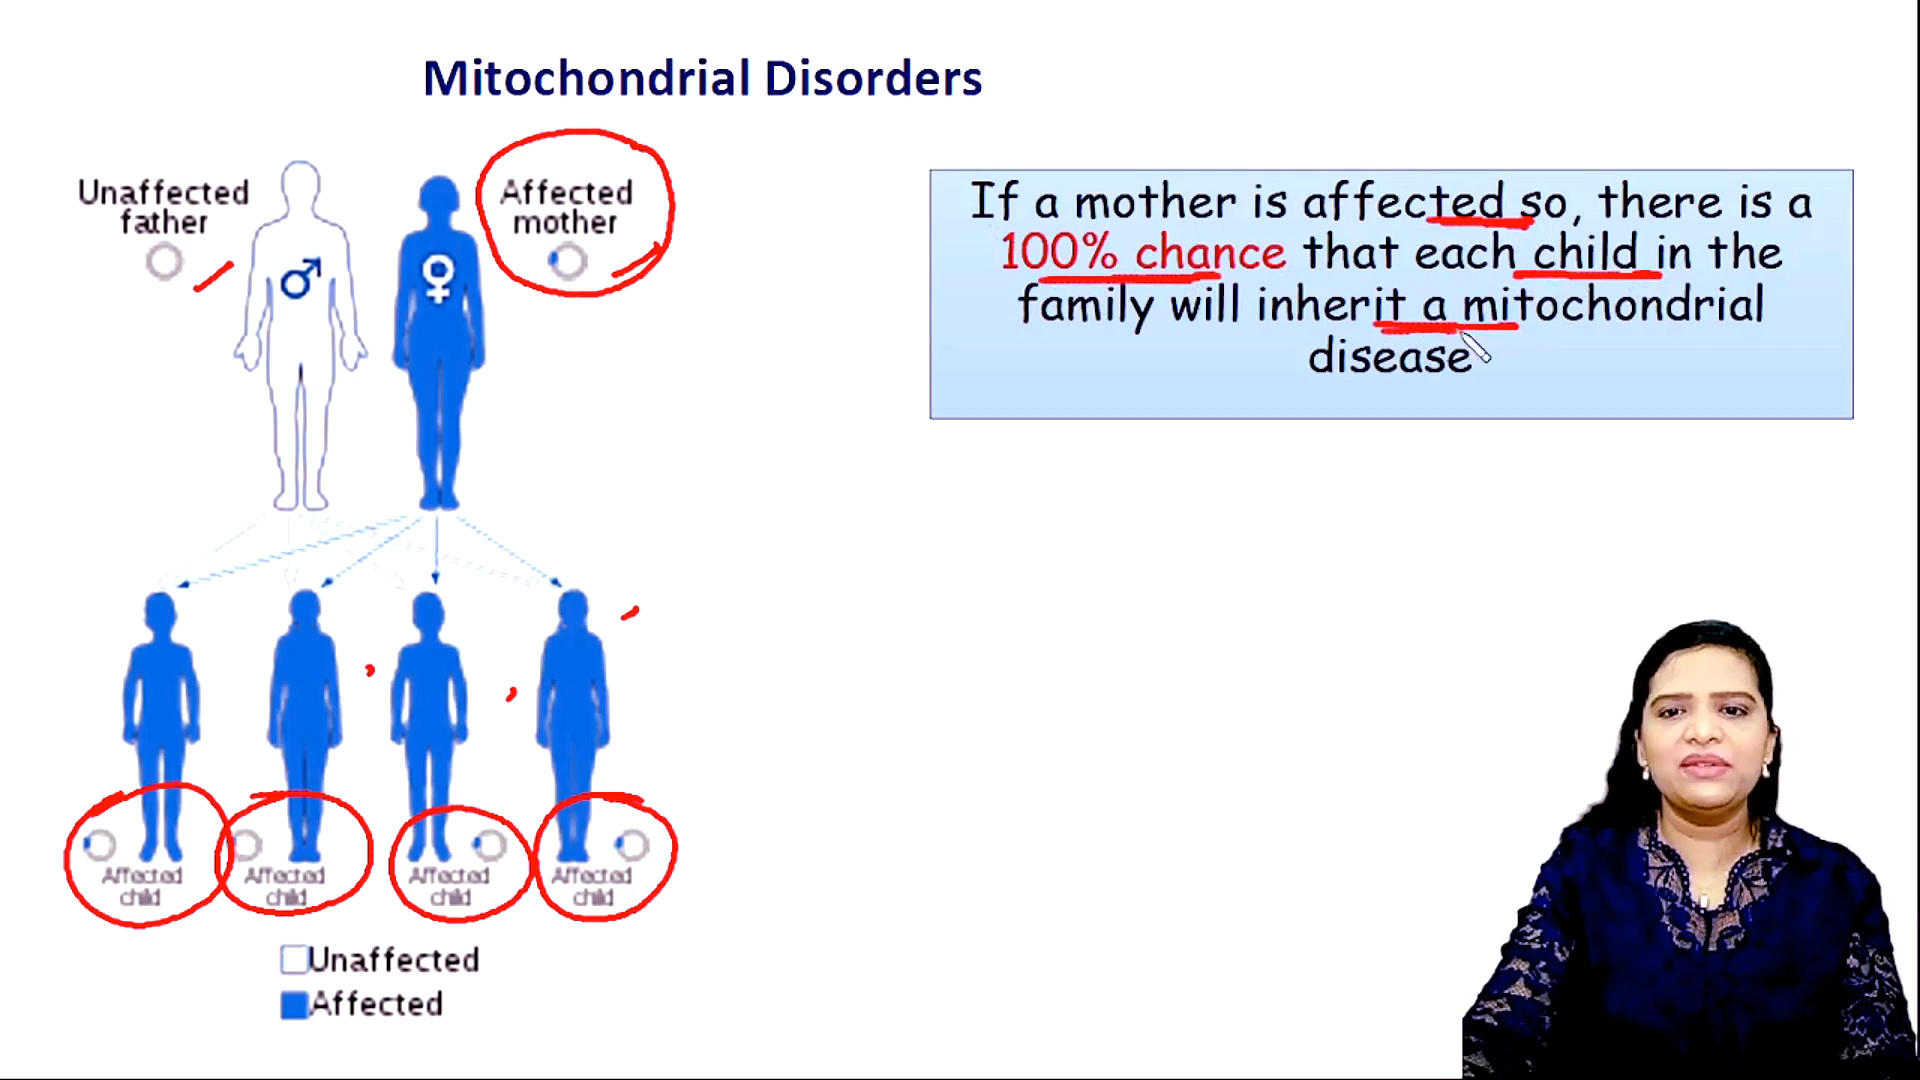 Mitochondrial Disorders
Unaffected
father
Affected
mother
If a mother is affected so, there is a
100% chance that each child in the
family will inherit a mitochondrial
disease
Affected
child
Affected
child
Affected
child
Affected
child
Unaffected
Affected